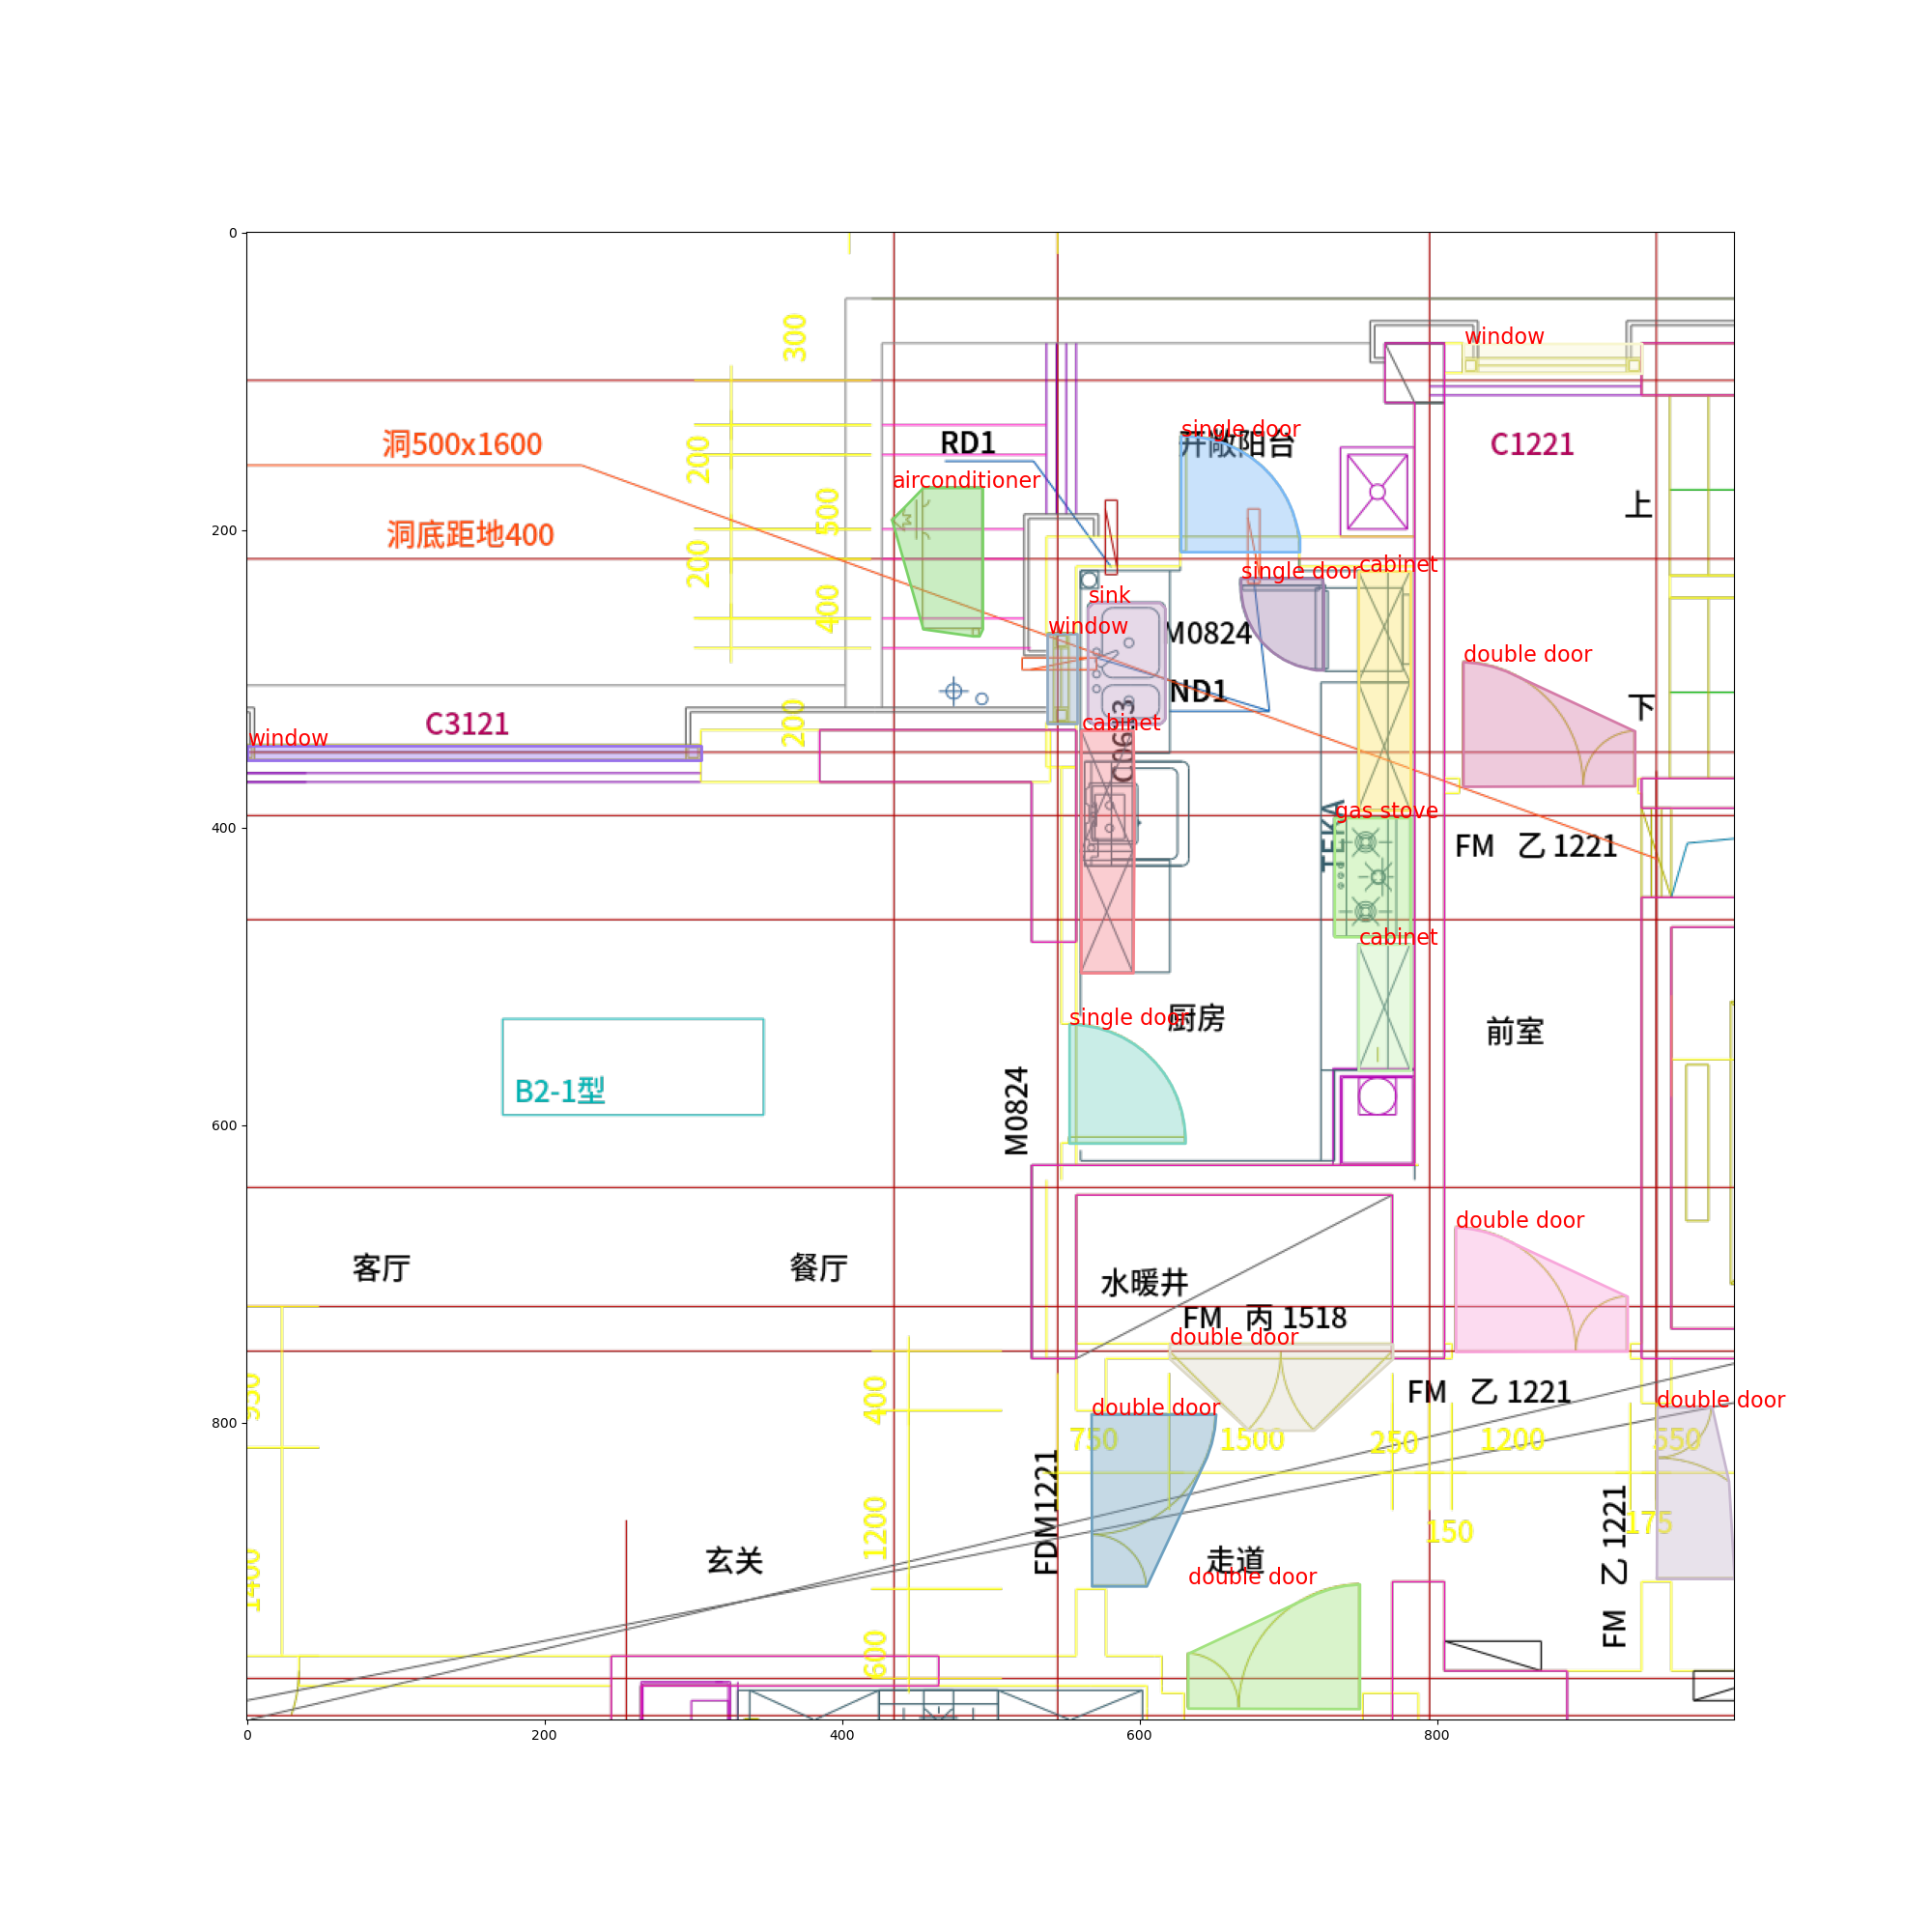 0
300
window
single door
洞500x1600
200
RD1
开敞阳台
C1221
airconditioner
500
上
洞底距地400
200
200
cabinet
single door
sink
400
window
M0824
double door
ND1
下
200
C3121
cabinet
window
gas stove
TEKA
400
FM 乙 1221
cabinet
single door
厨房
前室
B2-1型
M0824
600
double door
客厅
餐厅
水暖井
FM 丙 1518
double door
400
FM 乙 1221
double door
double door
800
750
1500
250
1200
550
FDM1221
1200
150
175
FM 乙 1221
玄关
走道
double door
1400
600
0
200
400
600
800